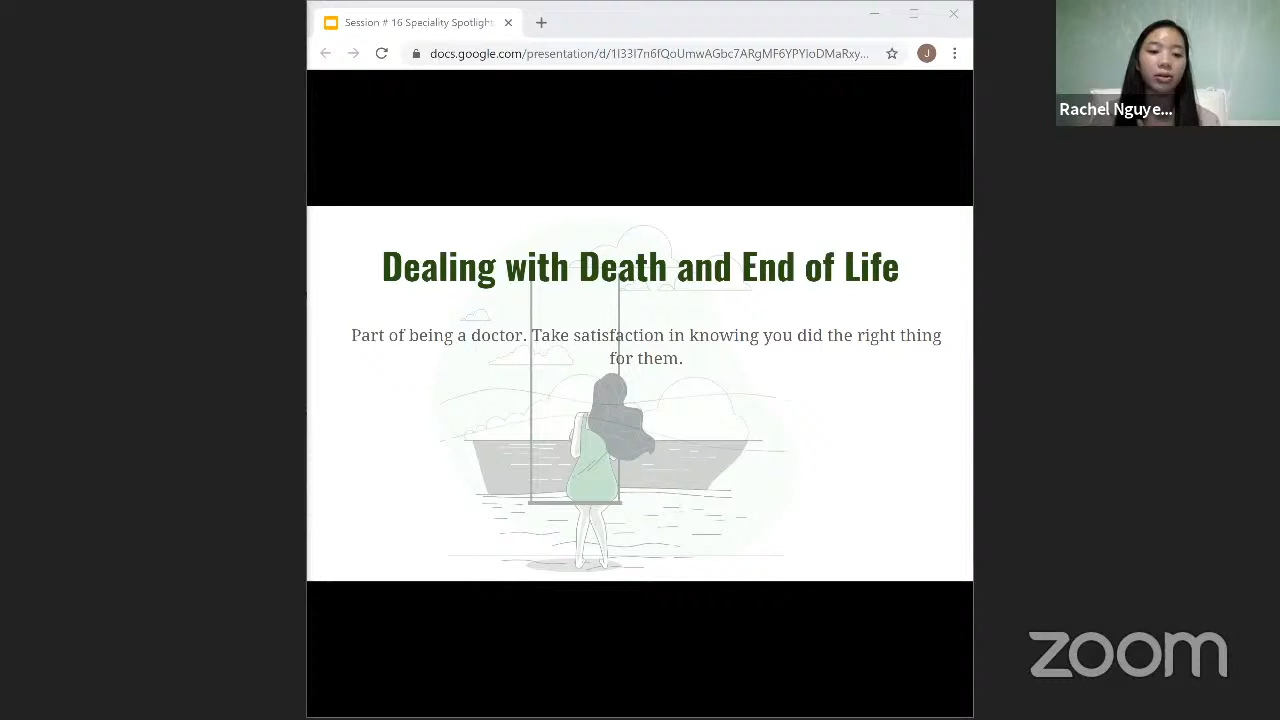 Session # 16 Speciality Spotlight
docs.google.com/presentation/d/1I33I7n6fQoUmwAGbc7ARgMF6YPYIoDMaRxy...
J
Rachel Nguye...
Dealing with Death and End of Life
Part of being a doctor. Take satisfaction in knowing you did the right thing
for them.
zoom